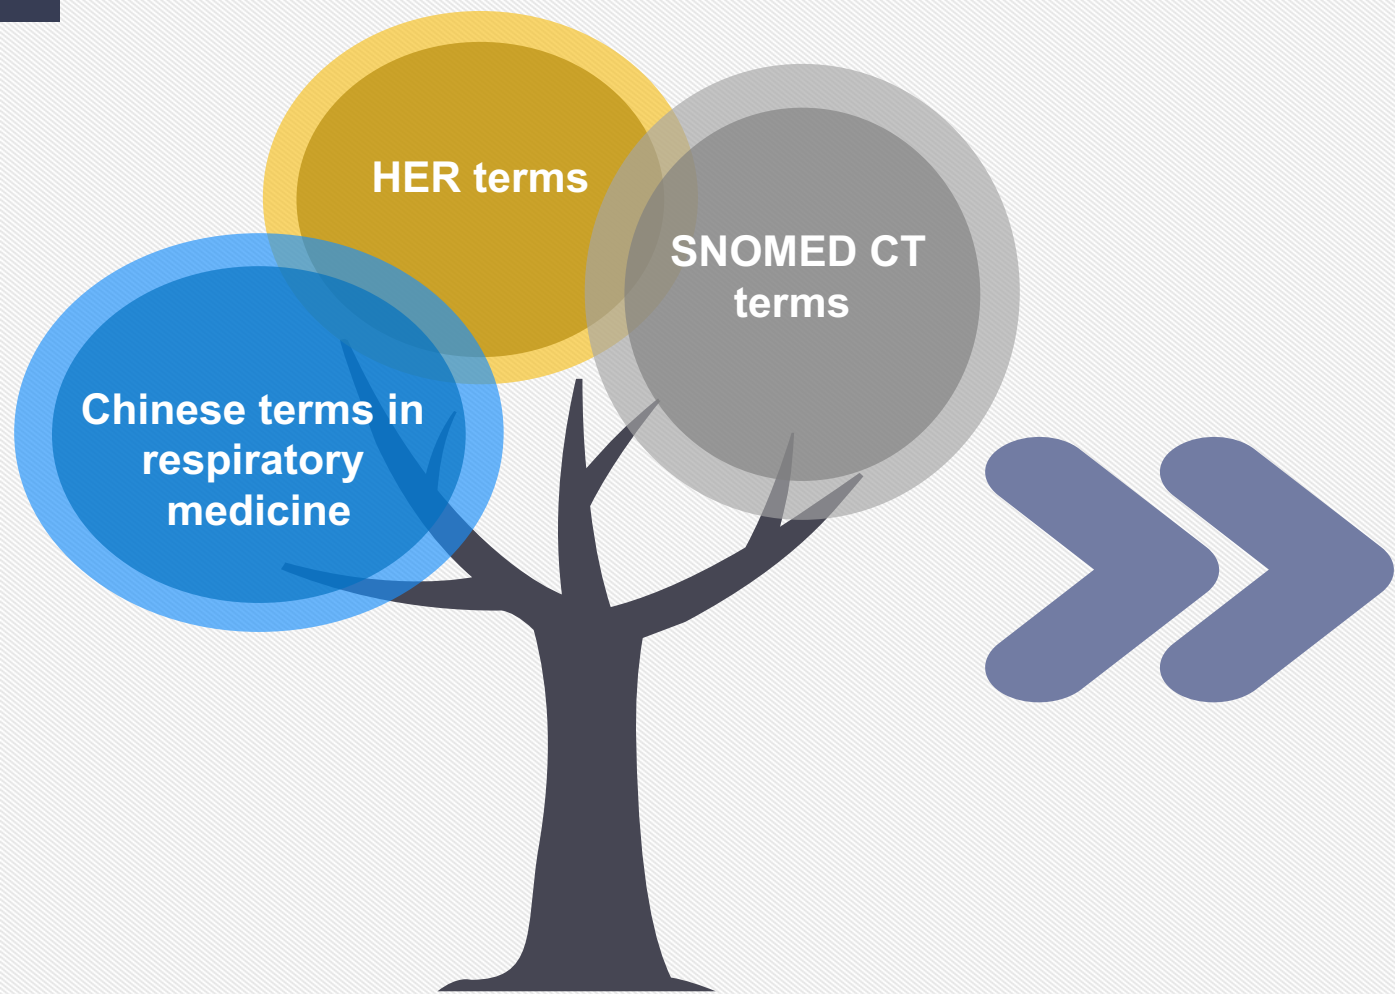 HER terms
SNOMED CT
terms
Chinese terms in
respiratory
medicine